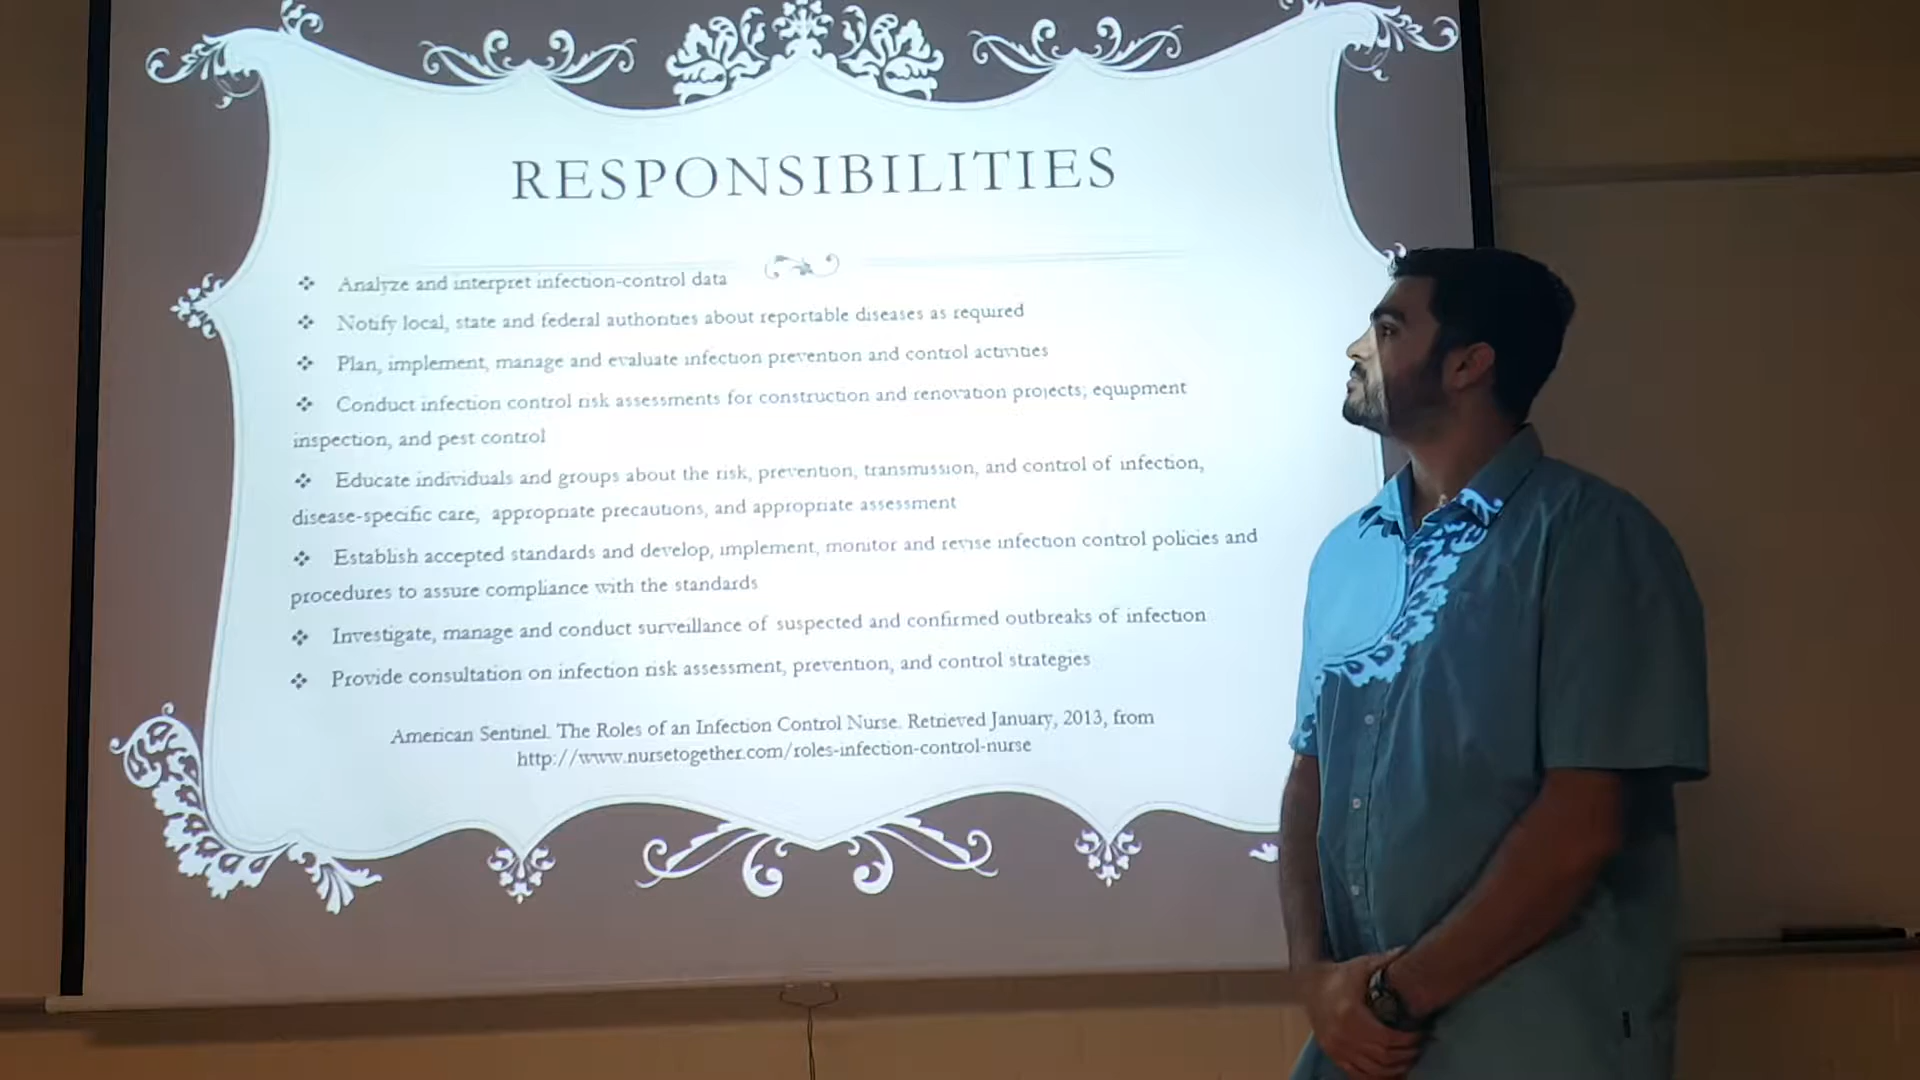 RESPONSIBILITIES
❖ Analyze and interpret infection-control data
❖ Notify local, state and federal authorities about reportable diseases as required
❖ Plan, implement, manage and evaluate infection prevention and control activities
❖ Conduct infection control risk assessments for construction and renovation projects; equipment
inspection, and pest control
❖ Educate individuals and groups about the risk, prevention, transmission, and control of infection,
disease-specific care, appropriate precautions, and appropriate assessment
❖ Establish accepted standards and develop, implement, monitor and revise infection control policies and
procedures to assure compliance with the standards
❖ Investigate, manage and conduct surveillance of suspected and confirmed outbreaks of infection
❖ Provide consultation on infection risk assessment, prevention, and control strategies
American Sentinel. The Roles of an Infection Control Nurse. Retrieved January, 2013, from
http://www.nursetogether.com/roles-infection-control-nurse